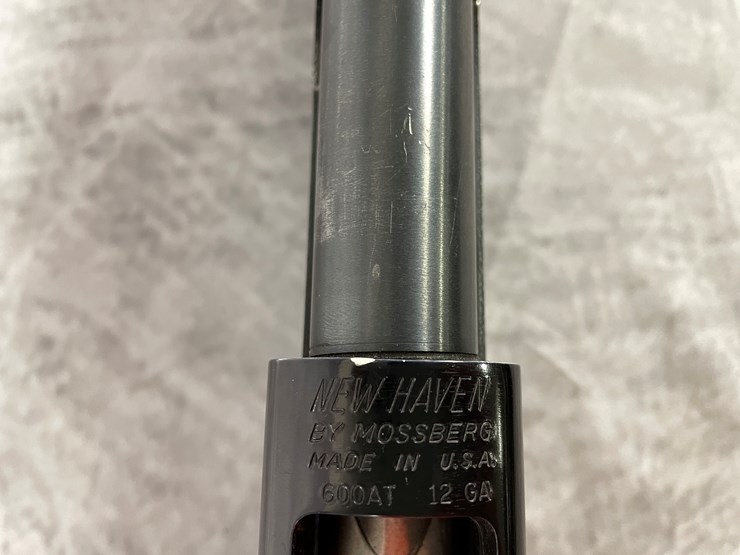 NEW HAVEN
BY MOSSBERG
MADE IN U.S.A.
600AT 12 GA